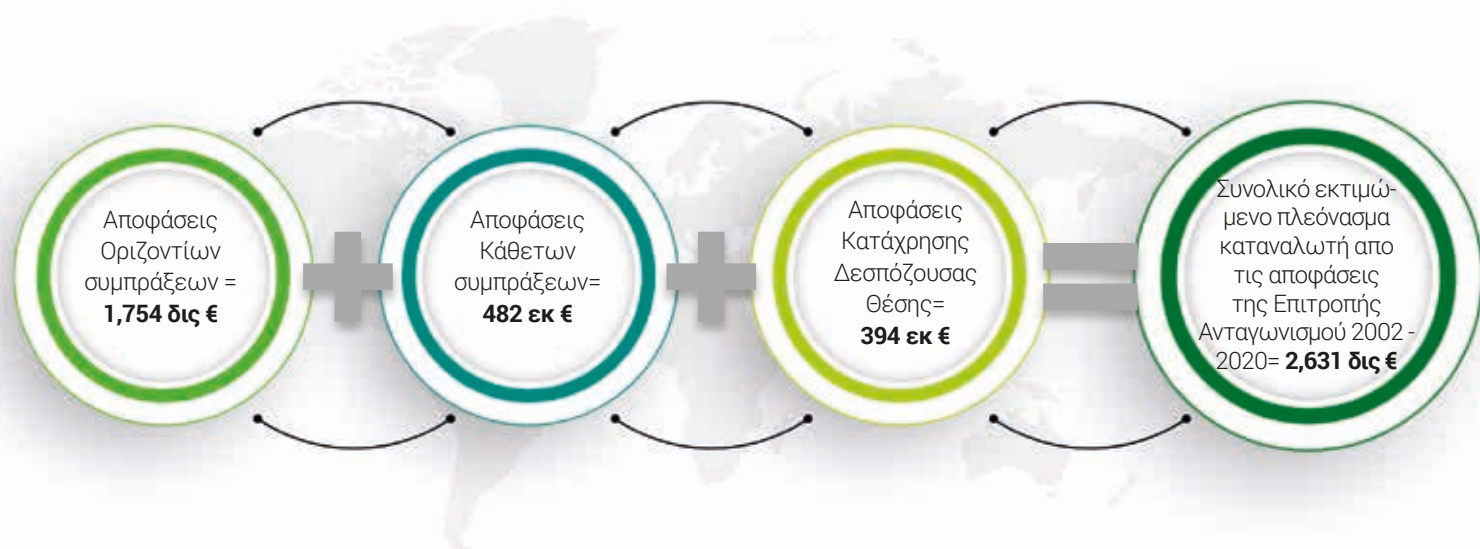 Αποφάσεις
Οριζοντίων
συμπράξεων =
1,754 δις €
Αποφάσεις
Κάθετων
συμπράξεων=
482 εκ €
Αποφάσεις
Κατάχρησης
Δεσπόζουσας
Θέσης=
394 εκ €
Συνολικό εκτιμώ-
μενο πλεόνασμα
καταναλωτή απο
τις αποφάσεις
της Επιτροπής
Ανταγωνισμού 2002 -
2020= 2,631 δις €